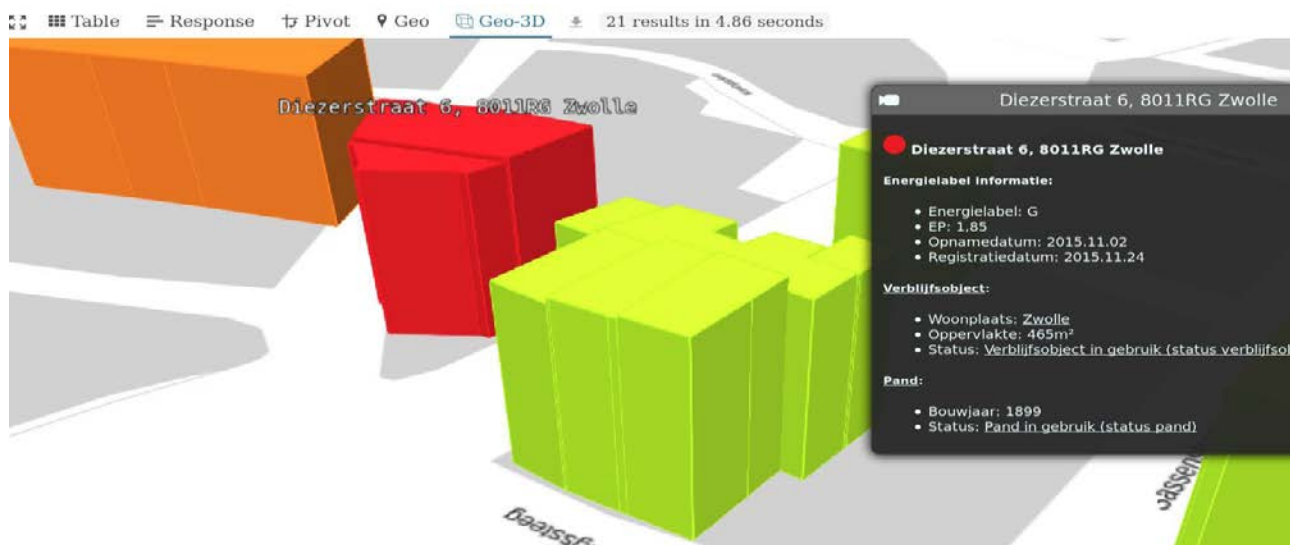 Table Response Pivot Geo Geo-3D 21 results in 4.86 seconds
Diezerstraat 6, 8011RG Zwolle
Diezerstraat 6, 8011RG Zwolle
Diezerstraat 6, 8011RG Zwolle
Energielabel Informatie:
• Energielabel: G
• EP: 1,85
• Opnamedatum: 2015.11.02
• Registratiedatum: 2015.11.24
Verblijfsobject:
• Woonplaats: Zwolle
• Oppervlakte: 465m²
• Status: Verblijfsobject in gebruik (status verblijfsol
Pand:
• Bouwjaar: 1899
• Status: Pand in gebruik (status pand)
gssteeg